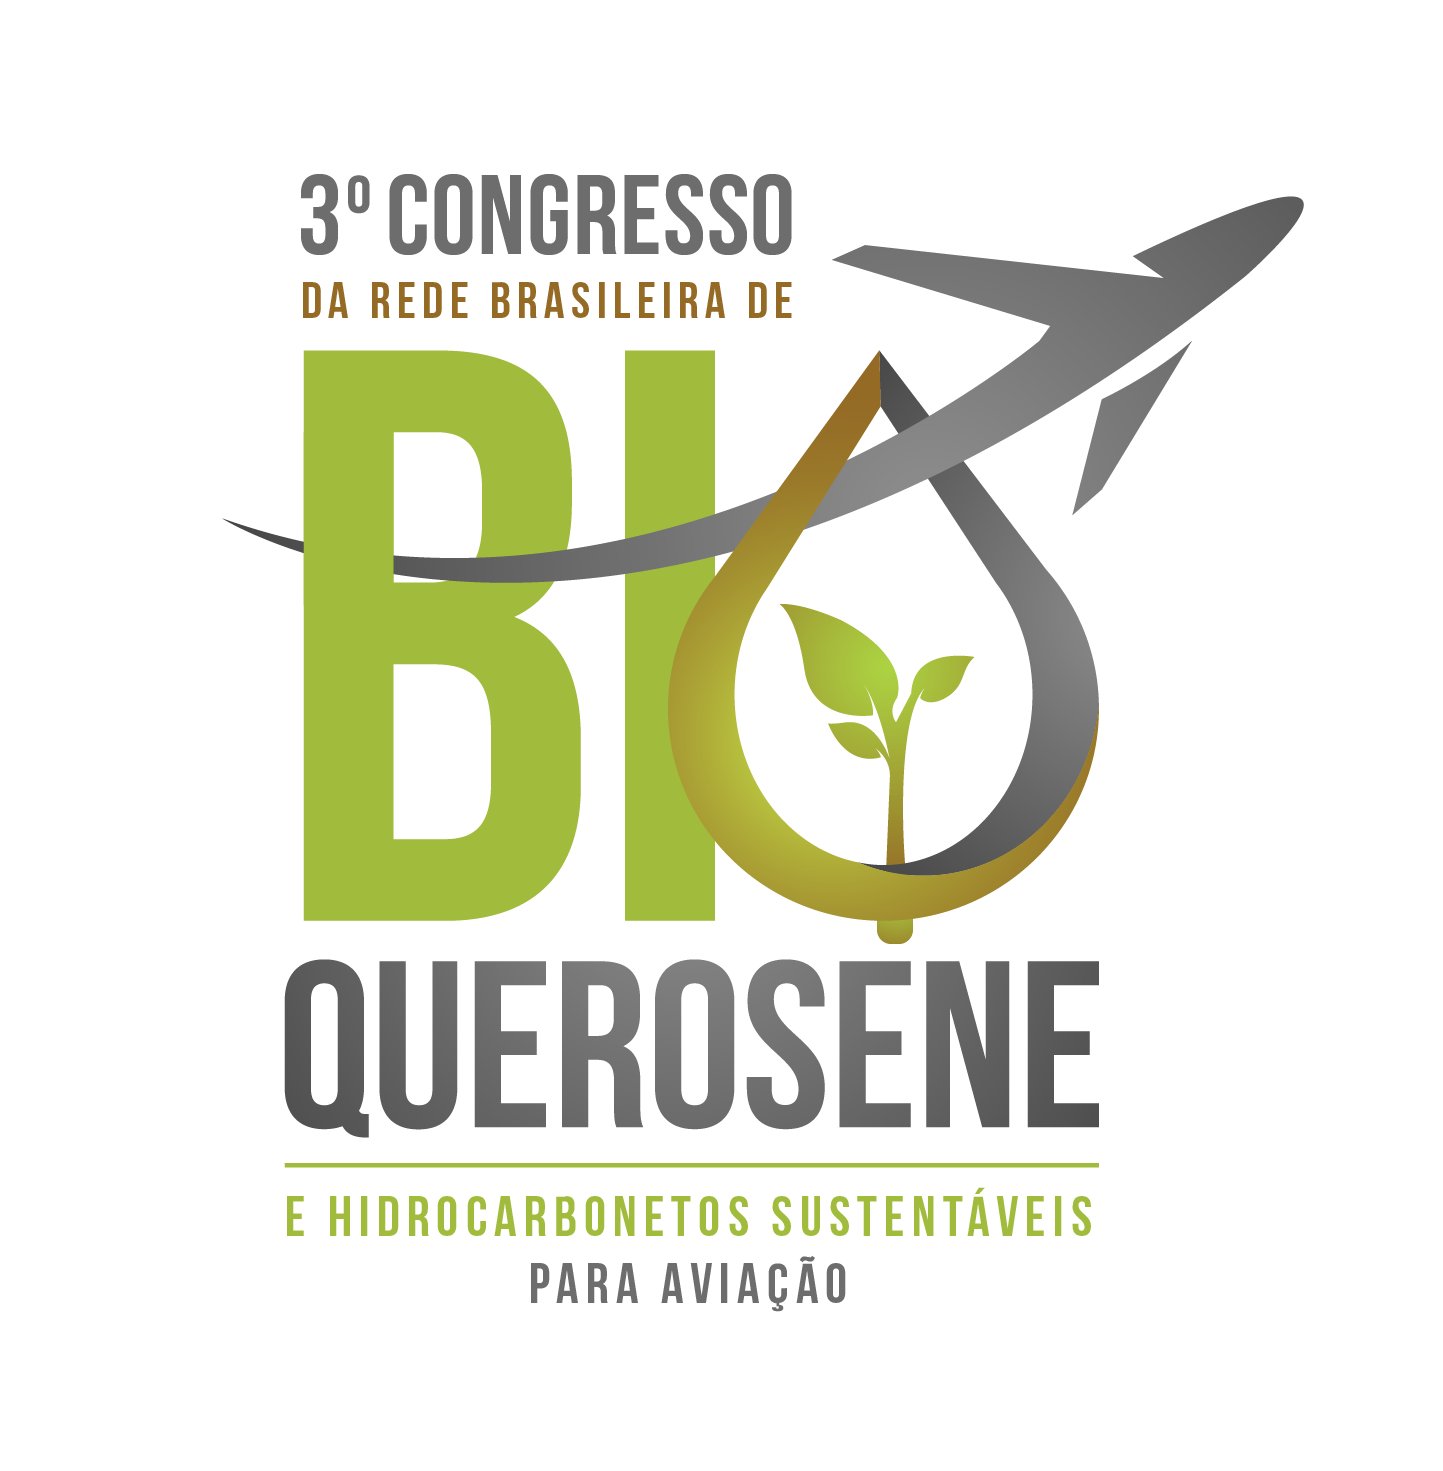 3º CONGRESSO
DA REDE BRASILEIRA DE
BIO
QUEROSENE
E HIDROCARBONETOS SUSTENTÁVEIS
PARA AVIAÇÃO